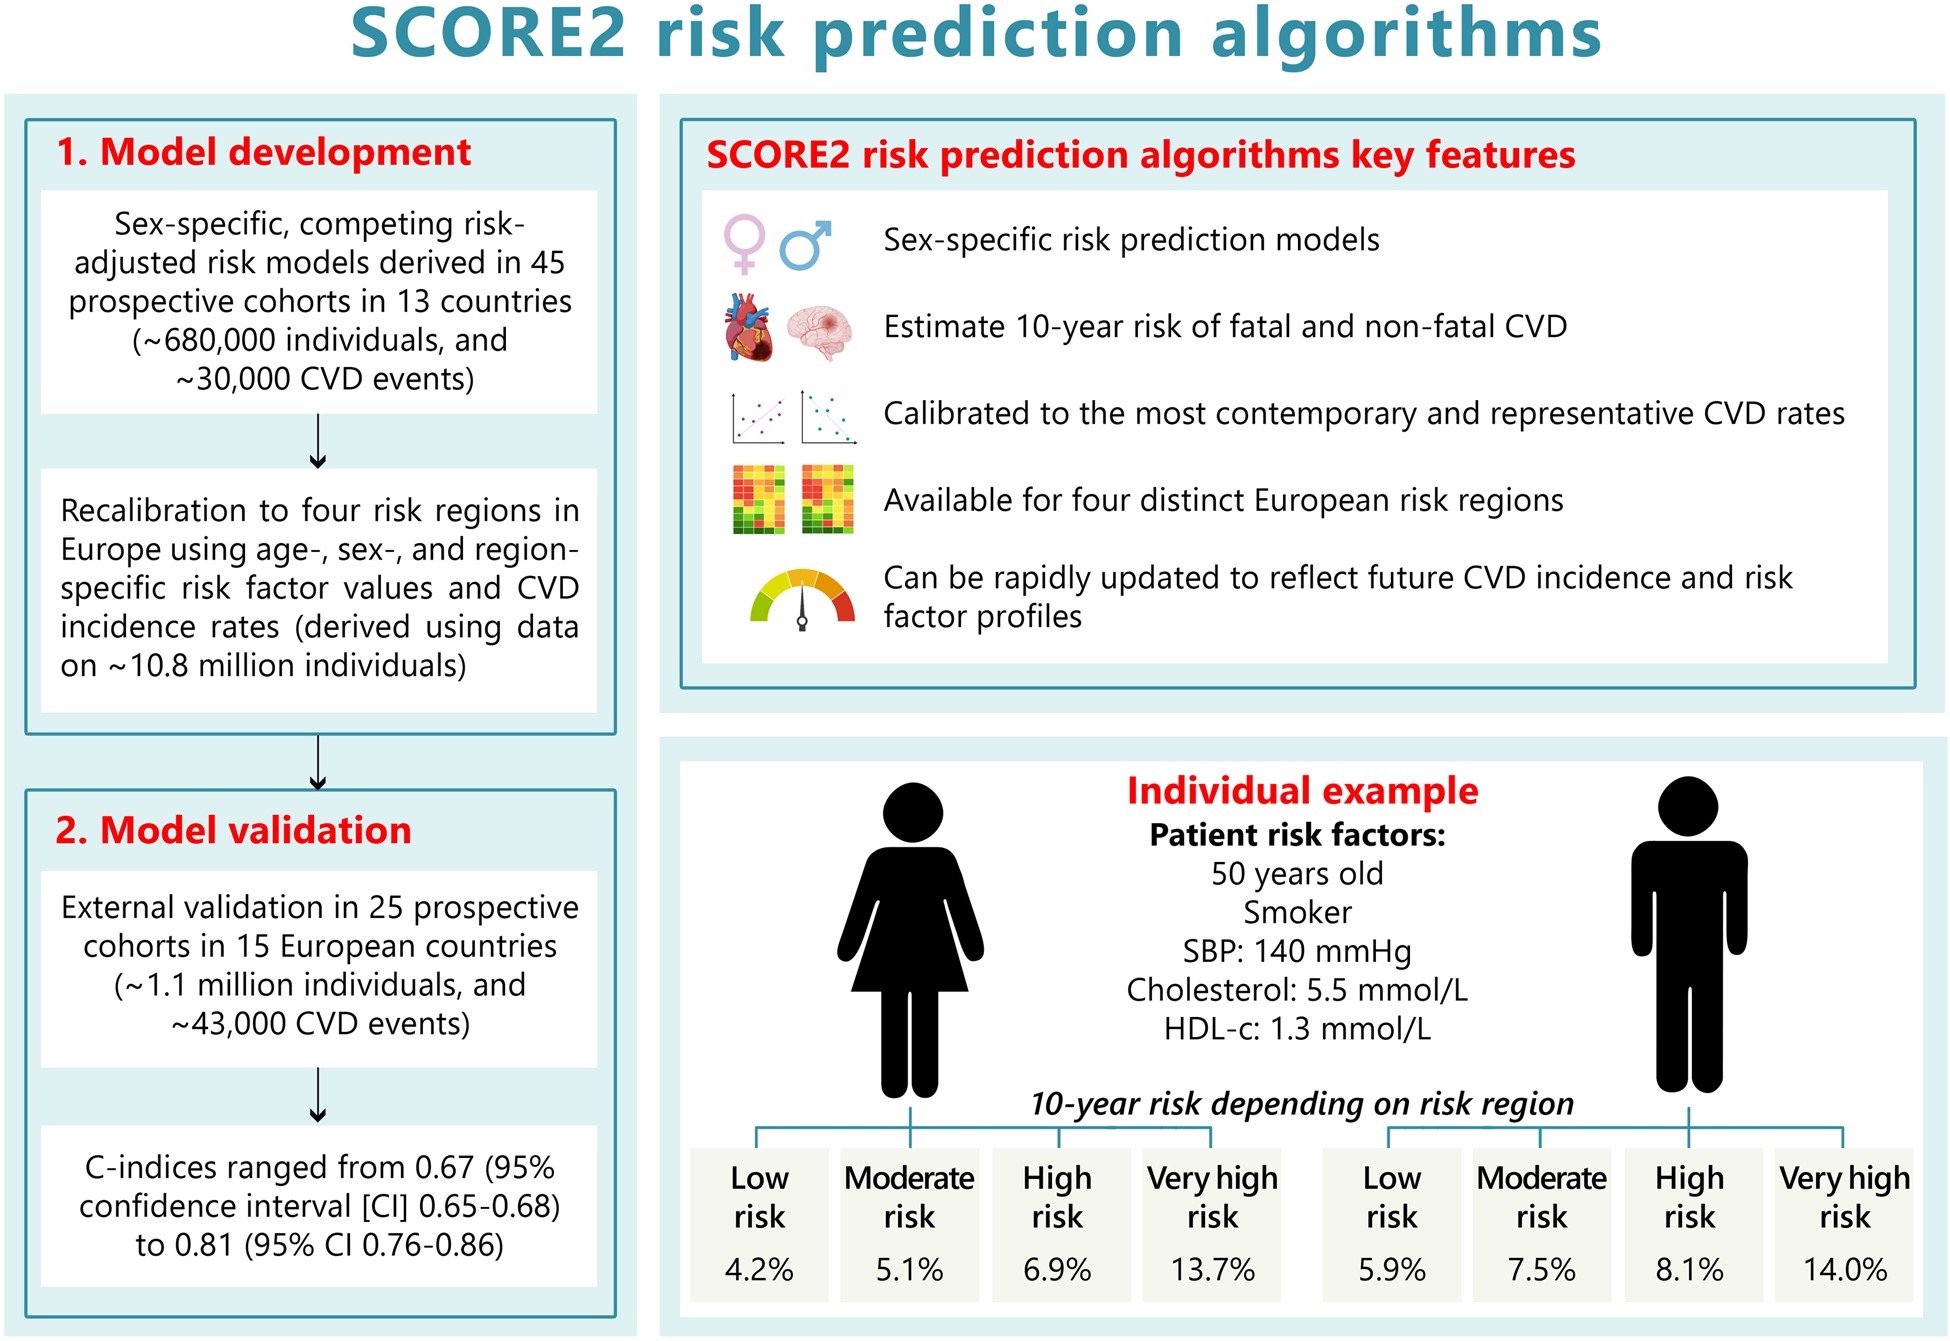 SCORE2 risk prediction algorithms
1. Model development
Sex-specific, competing risk-
adjusted risk models derived in 45
prospective cohorts in 13 countries
(~680,000 individuals, and
~30,000 CVD events)
Recalibration to four risk regions in
Europe using age-, sex-, and region-
specific risk factor values and CVD
incidence rates (derived using data
on ~10.8 million individuals)
2. Model validation
External validation in 25 prospective
cohorts in 15 European countries
(~1.1 million individuals, and
~43,000 CVD events)
C-indices ranged from 0.67 (95%
confidence interval [CI] 0.65-0.68)
to 0.81 (95% CI 0.76-0.86)
SCORE2 risk prediction algorithms key features
Sex-specific risk prediction models
Estimate 10-year risk of fatal and non-fatal CVD
Calibrated to the most contemporary and representative CVD rates
Available for four distinct European risk regions
Can be rapidly updated to reflect future CVD incidence and risk
factor profiles
Individual example
Patient risk factors:
50 years old
Smoker
SBP: 140 mmHg
Cholesterol: 5.5 mmol/L
HDL-c: 1.3 mmol/L
10-year risk depending on risk region
Low
risk
4.2%
Moderate
risk
5.1%
High
risk
6.9%
Very high
risk
13.7%
Low
risk
5.9%
Moderate
risk
7.5%
High
risk
8.1%
Very high
risk
14.0%